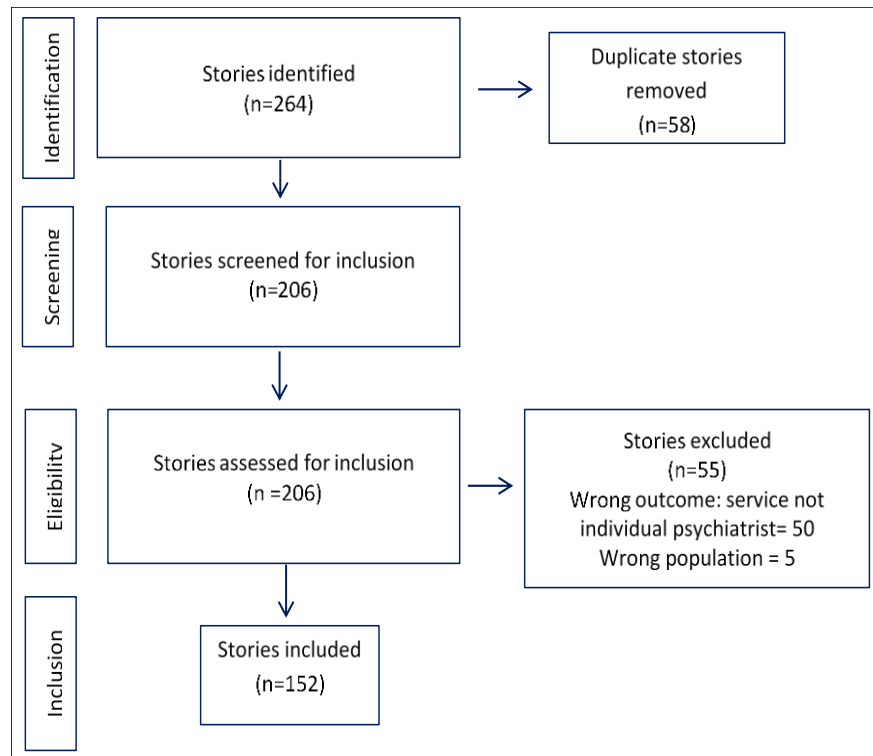 Identification
Stories identified
(n=264)
Duplicate stories
removed
(n=58)
Screening
Stories screened for inclusion
(n=206)
Eligibility
Stories assessed for inclusion
(n =206)
Stories excluded
(n=55)
Wrong outcome: service not
individual psychiatrist= 50
Wrong population = 5
Inclusion
Stories included
(n=152)